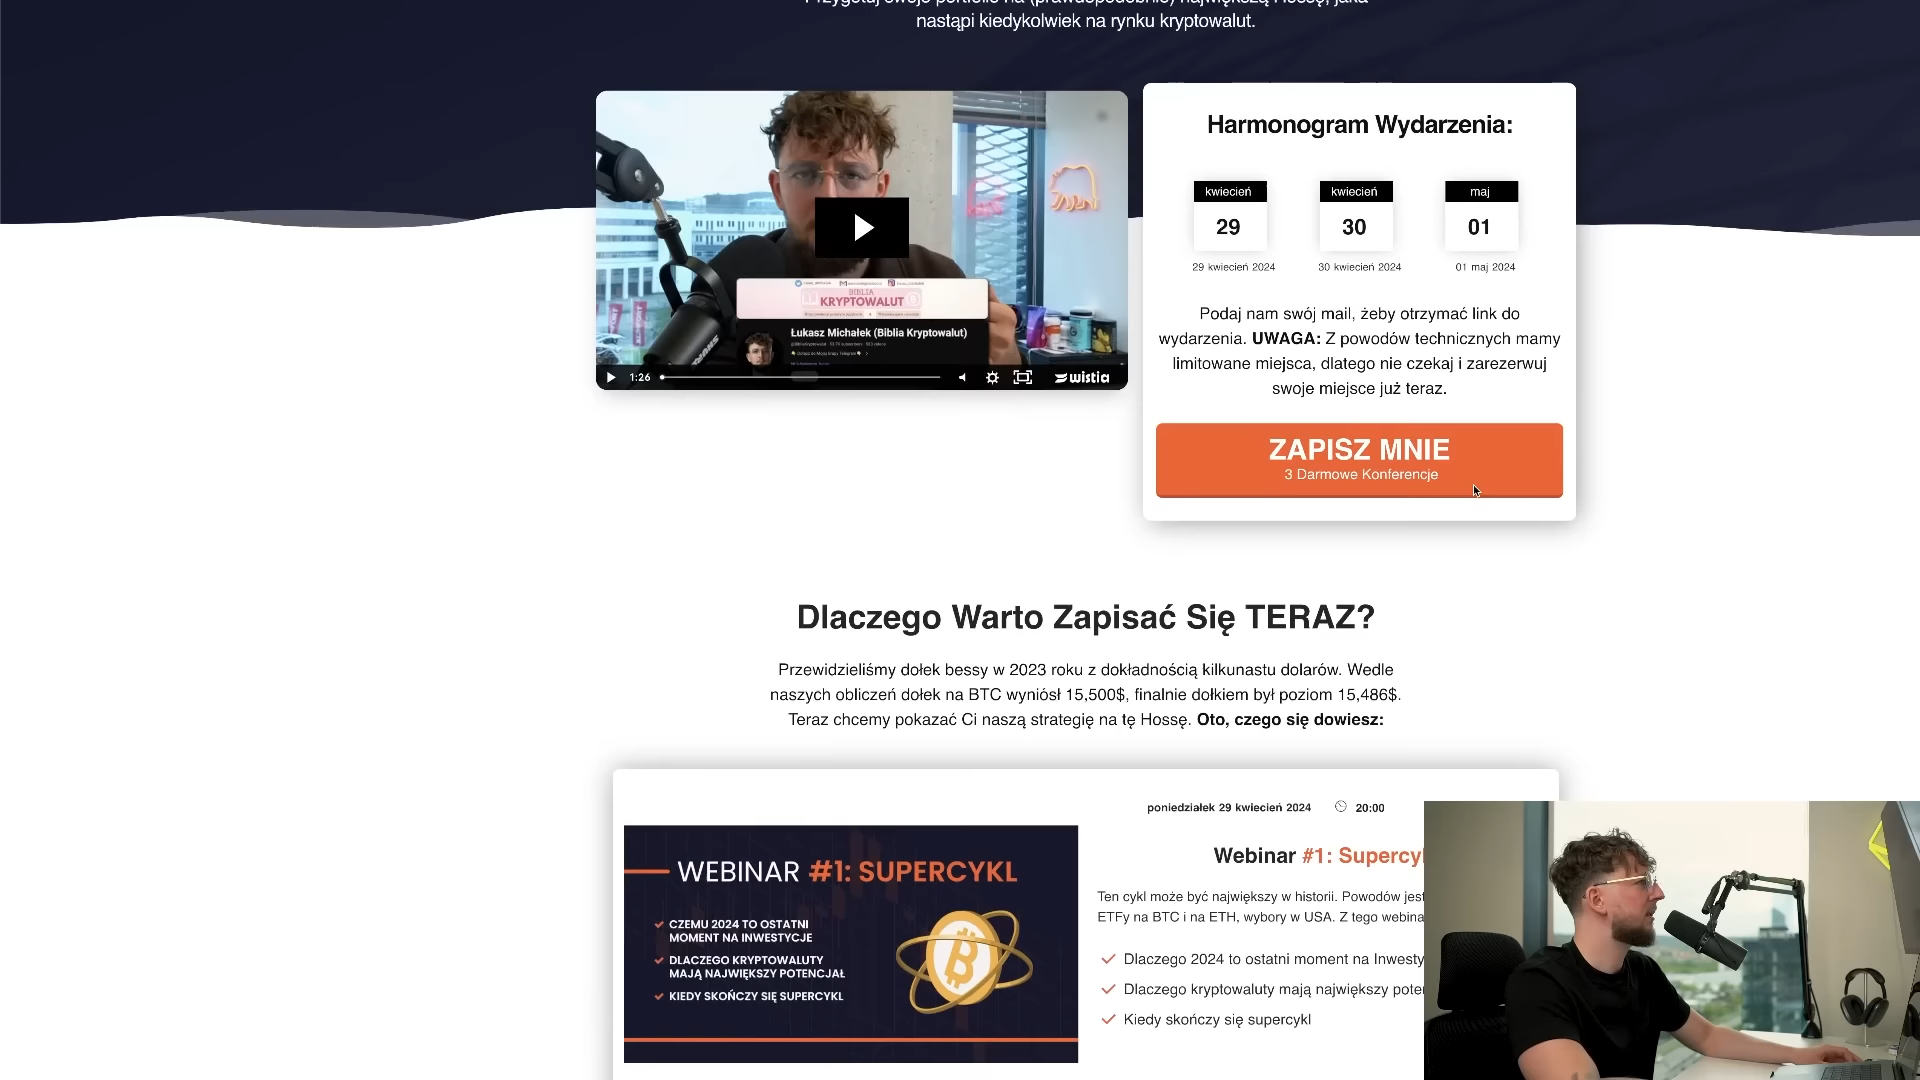 Przygotuj swoje portfolio na (prawdopodobnie) największą Hossę, jaka
nastąpi kiedykolwiek na rynku kryptowalut.
BIBLIA
KRYPTOWALUT
Łukasz Michałek (Biblia Kryptowalut)
1:26
wistia
Harmonogram Wydarzenia:
kwiecień
29
29 kwiecień 2024
kwiecień
30
30 kwiecień 2024
maj
01
01 maj 2024
Podaj nam swój mail, żeby otrzymać link do
wydarzenia. UWAGA: Z powodów technicznych mamy
limitowane miejsca, dlatego nie czekaj i zarezerwuj
swoje miejsce już teraz.
ZAPISZ MNIE
3 Darmowe Konferencje
Dlaczego Warto Zapisać Się TERAZ?
Przewidzieliśmy dołek bessy w 2023 roku z dokładnością kilkunastu dolarów. Wedle
naszych obliczeń dołek na BTC wyniósł 15,500$, finalnie dołkiem był poziom 15,486$.
Teraz chcemy pokazać Ci naszą strategię na tę Hossę. Oto, czego się dowiesz:
WEBINAR #1: SUPERCYKL
CZEMU 2024 TO OSTATNI
MOMENT NA INWESTYCJE
DLACZEGO KRYPTOWALUTY
MAJĄ NAJWIĘKSZY POTENCJAŁ
KIEDY SKOŃCZY SIĘ SUPERCYKL
poniedziałek 29 kwiecień 2024 20:00
Webinar #1: Supercy
Ten cykl może być największy w historii. Powodów jest
ETFy na BTC i na ETH, wybory w USA. Z tego webina
Dlaczego 2024 to ostatni moment na Inwesty
Dlaczego kryptowaluty mają największy poten
Kiedy skończy się supercykl